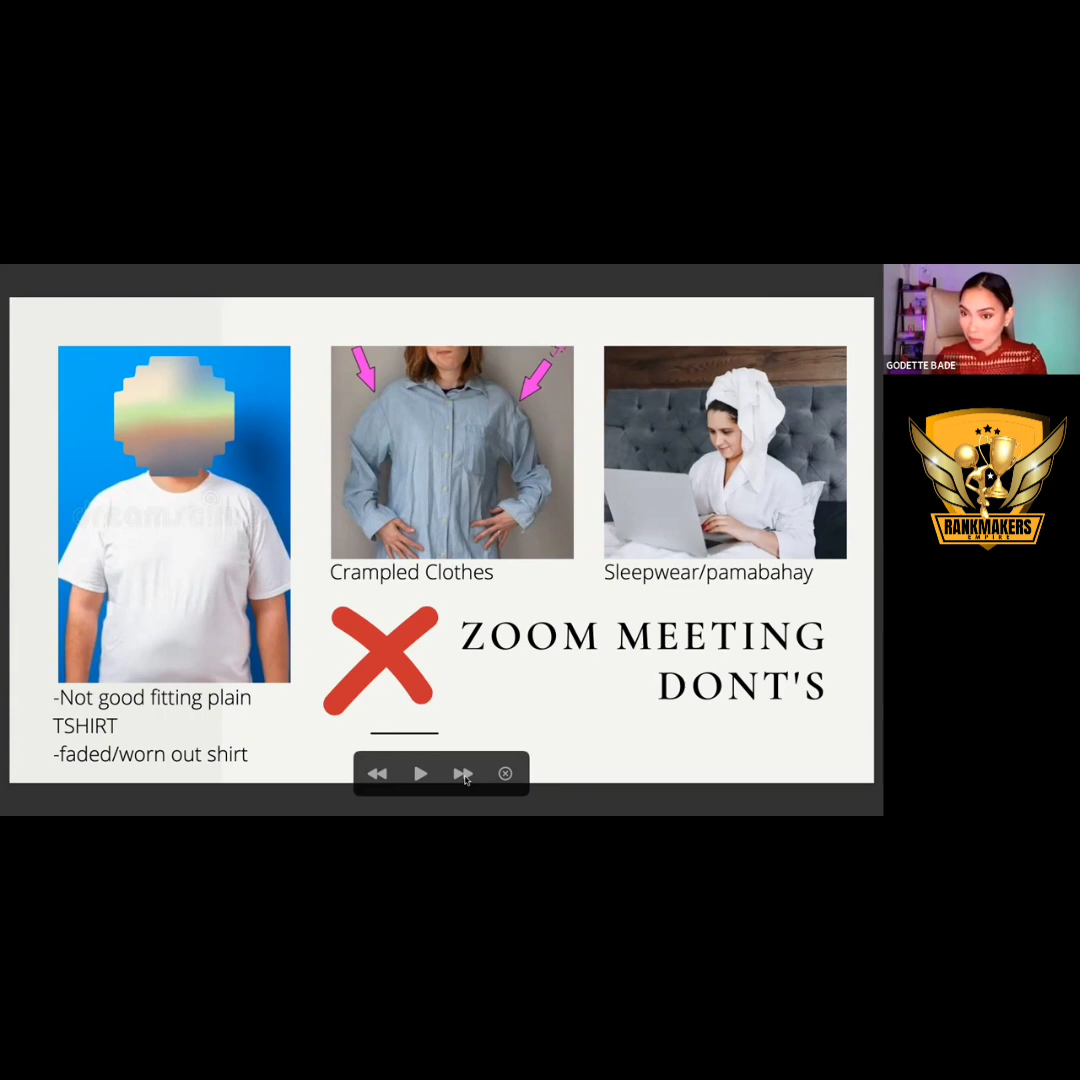 GODETTE BADE
RANKMAKERS
EMPIRE
Crampled Clothes
Sleepwear/pamabahay
ZOOM MEETING
DONT'S
-Not good fitting plain
TSHIRT
-faded/worn out shirt